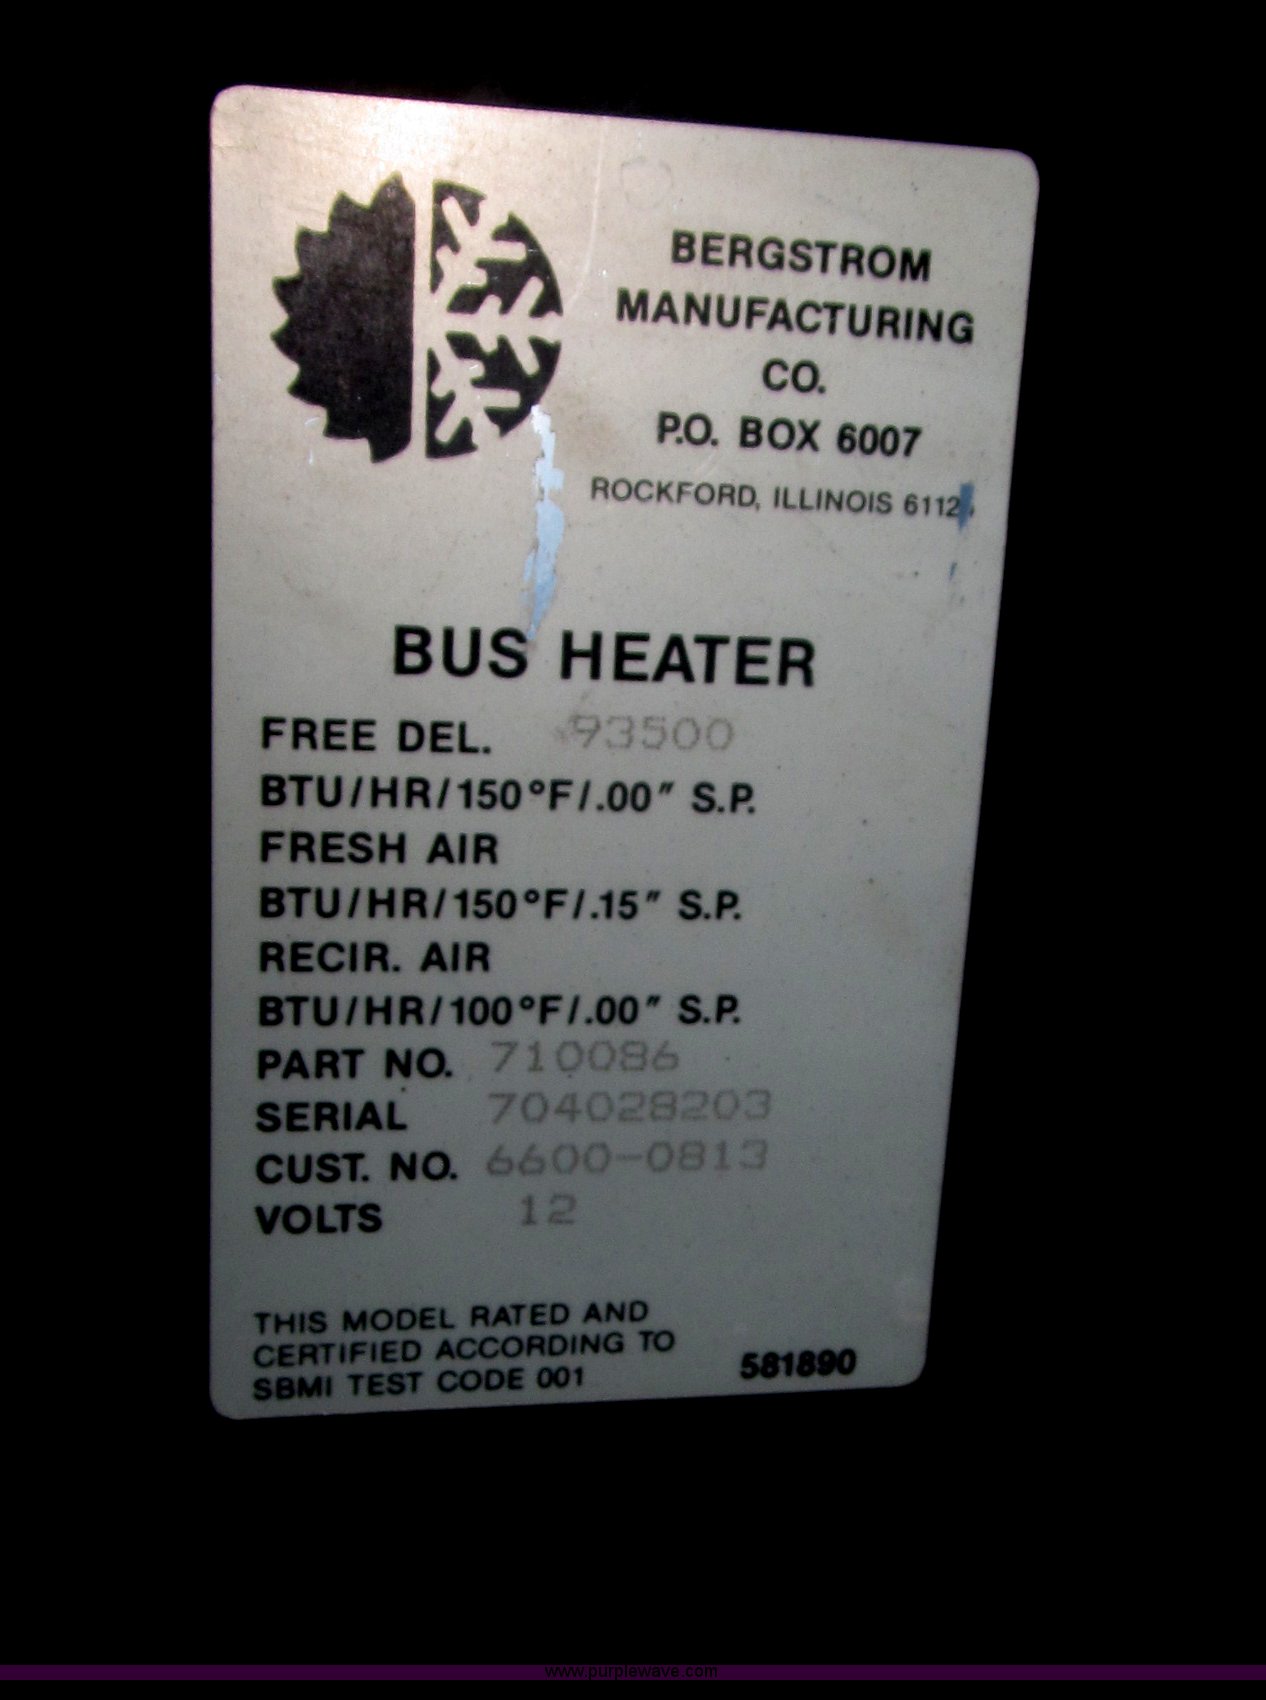 BERGSTROM
MANUFACTURING
CO.
P.O. BOX 6007
ROCKFORD, ILLINOIS
BUS HEATER
FREE DEL. 93500
BTU/HR/150°F/.00" S.P.
FRESH AIR
BTU/HR/150°F/.15" S.P.
RECIR. AIR
BTU/HR/100°F/.00" S.P.
PART NO. 710086
SERIAL 704028203
CUST. NO. 6600-0813
VOLTS 12
THIS MODEL RATED AND
CERTIFIED ACCORDING TO
SBMI TEST CODE 001
581890
www.purplewave.com